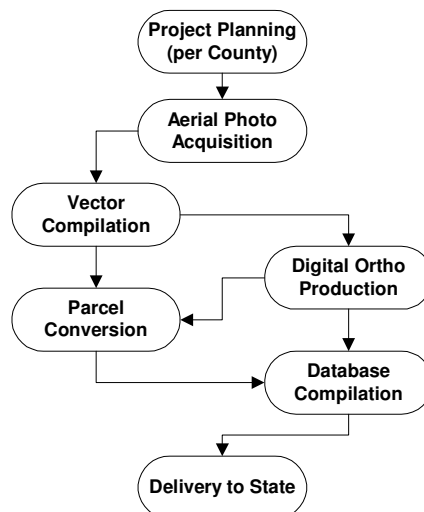 Project Planning
(per County)
Aerial Photo
Acquisition
Vector
Compilation
Digital Ortho
Production
Parcel
Conversion
Database
Compilation
Delivery to State